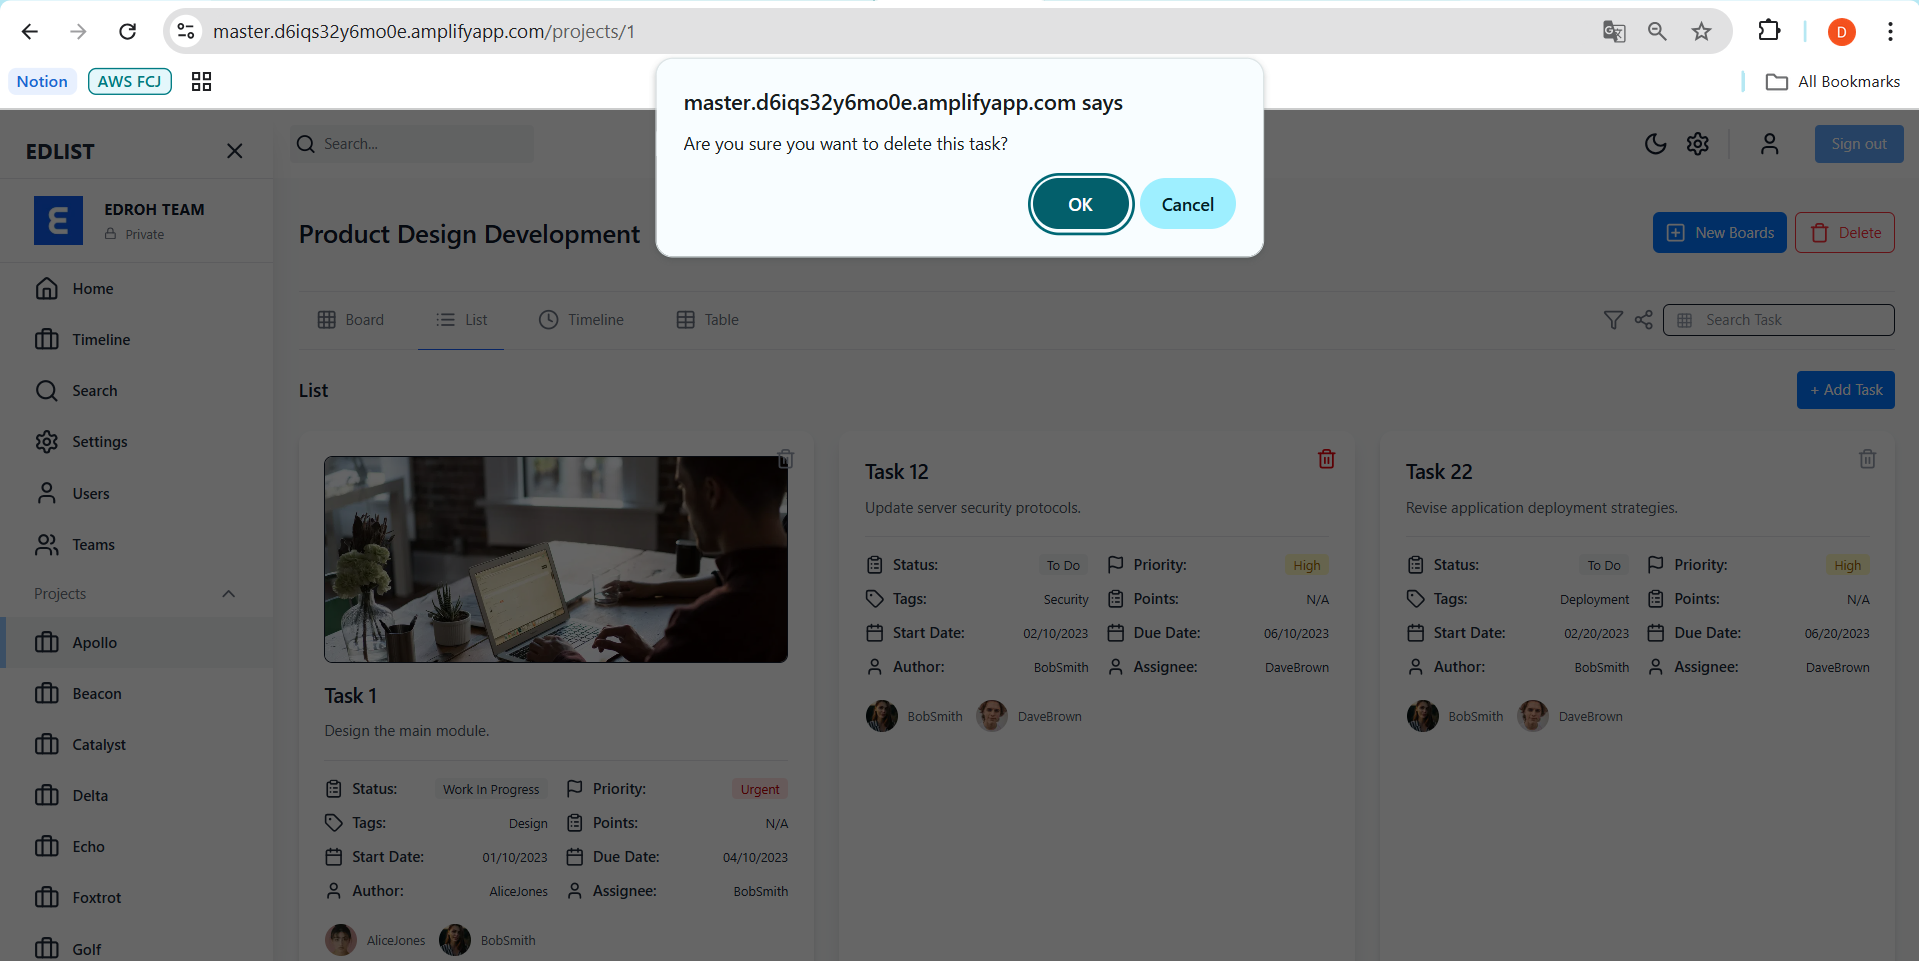 master.d6iqs32y6mo0e.amplifyapp.com/projects/1
D
Notion
AWS FCJ
All Bookmarks
master.d6iqs32y6mo0e.amplifyapp.com says
Are you sure you want to delete this task?
OK
Cancel
EDLIST
Search...
Sign out
E
EDROH TEAM
Private
Home
Timeline
Search
Settings
Users
Teams
Projects
Apollo
Beacon
Catalyst
Delta
Echo
Foxtrot
Golf
Product Design Development
New Boards
Delete
Board
List
Timeline
Table
Search Task
List
+ Add Task
Task 1
Design the main module.
Status: Work In Progress Priority: Urgent
Tags: Design Points: N/A
Start Date: 01/10/2023 Due Date: 04/10/2023
Author: AliceJones Assignee: BobSmith
AliceJones BobSmith
Task 12
Update server security protocols.
Status: To Do Priority: High
Tags: Security Points: N/A
Start Date: 02/10/2023 Due Date: 06/10/2023
Author: BobSmith Assignee: DaveBrown
BobSmith DaveBrown
Task 22
Revise application deployment strategies.
Status: To Do Priority: High
Tags: Deployment Points: N/A
Start Date: 02/20/2023 Due Date: 06/20/2023
Author: BobSmith Assignee: DaveBrown
BobSmith DaveBrown